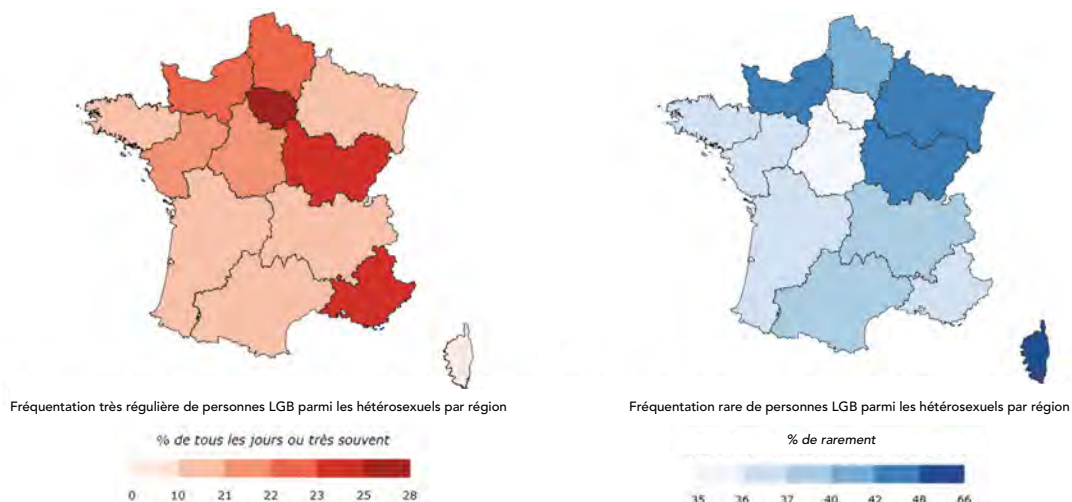 Fréquentation très régulière de personnes LGB parmi les hétérosexuels par région
% de tous les jours ou très souvent
0 10 21 22 23 25 28
Fréquentation rare de personnes LGB parmi les hétérosexuels par région
% de rarement
35 36 37 40 42 48 66